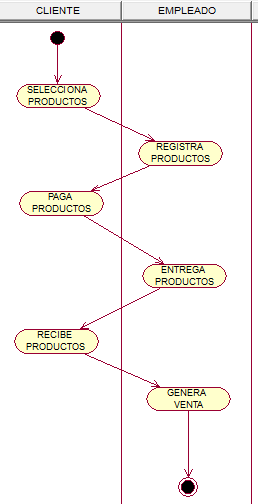 CLIENTE
EMPLEADO
SELECCIONA
PRODUCTOS
REGISTRA
PRODUCTOS
PAGA
PRODUCTOS
ENTREGA
PRODUCTOS
RECIBE
PRODUCTOS
GENERA
VENTA